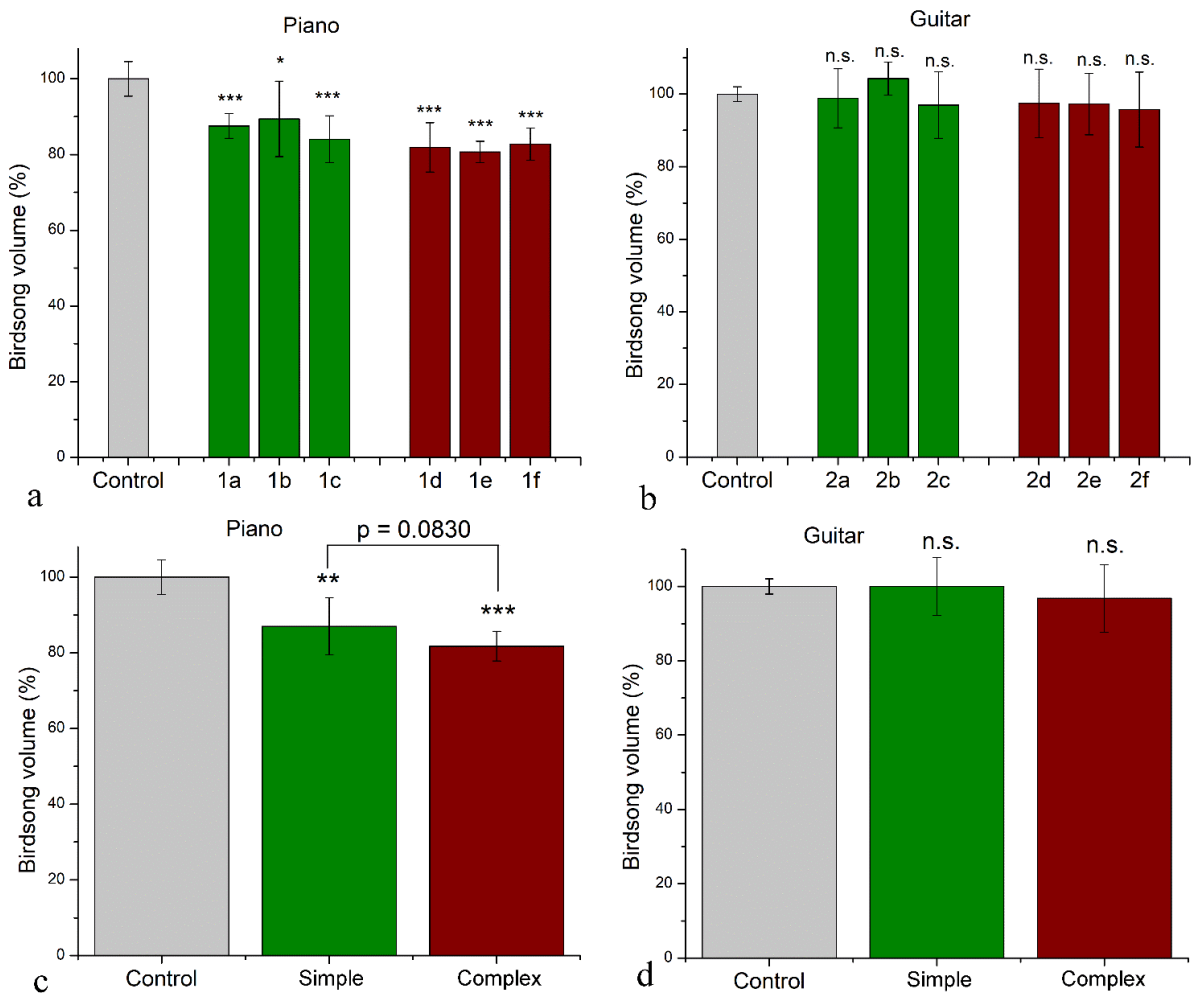 Piano
Birdsong volume (%)
100
80
60
40
20
0
***
*
***
***
***
***
Control 1a 1b 1c 1d 1e 1f
a
Guitar
Birdsong volume (%)
100
80
60
40
20
0
n.s.
n.s.
n.s.
n.s.
n.s.
n.s.
Control 2a 2b 2c 2d 2e 2f
b
Piano
p = 0.0830
Birdsong volume (%)
100
80
60
40
20
0
**
***
Control Simple Complex
c
Guitar
Birdsong volume (%)
100
80
60
40
20
0
n.s.
n.s.
Control Simple Complex
d